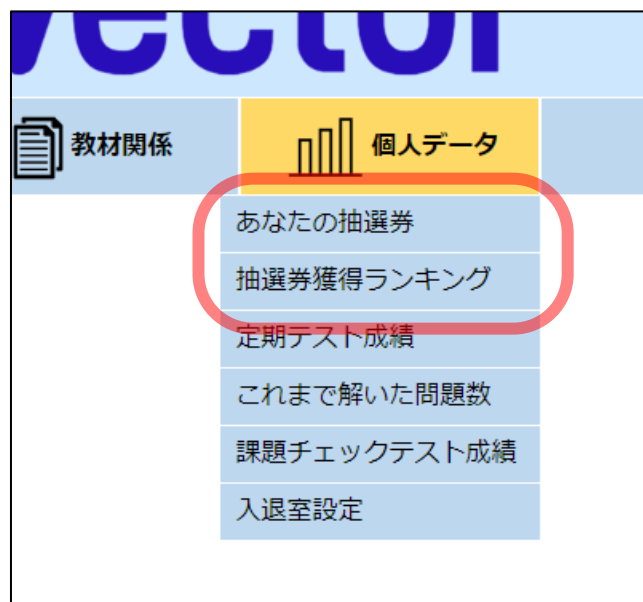 vector
教材関係
個人データ
あなたの抽選券
抽選券獲得ランキング
定期テスト成績
これまで解いた問題数
課題チェックテスト成績
入退室設定